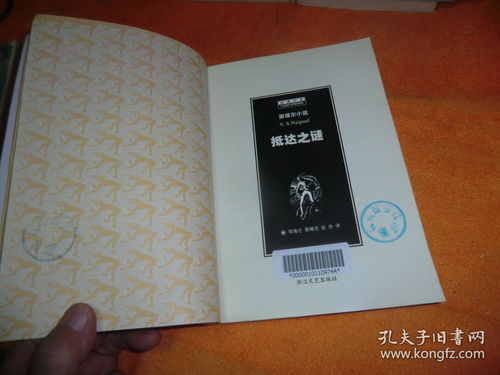 奈保尔小说
V. S. Naipaul
抵达之谜
邹海仑 蔡曙光 张杰 译
*00000101109744*
浙江文艺出版社
孔夫子旧书网
www.kongfz.com